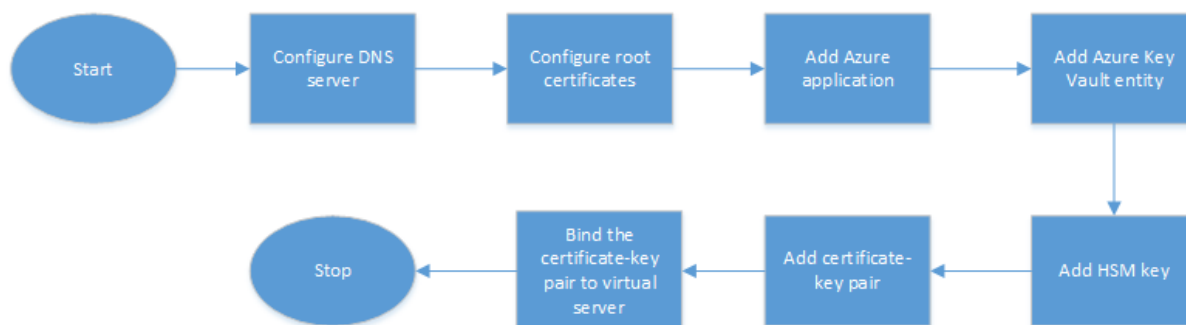 Start
Configure DNS
server
Configure root
certificates
Add Azure
application
Add Azure Key
Vault entity
Stop
Bind the
certificate-key
pair to virtual
server
Add certificate-
key pair
Add HSM key